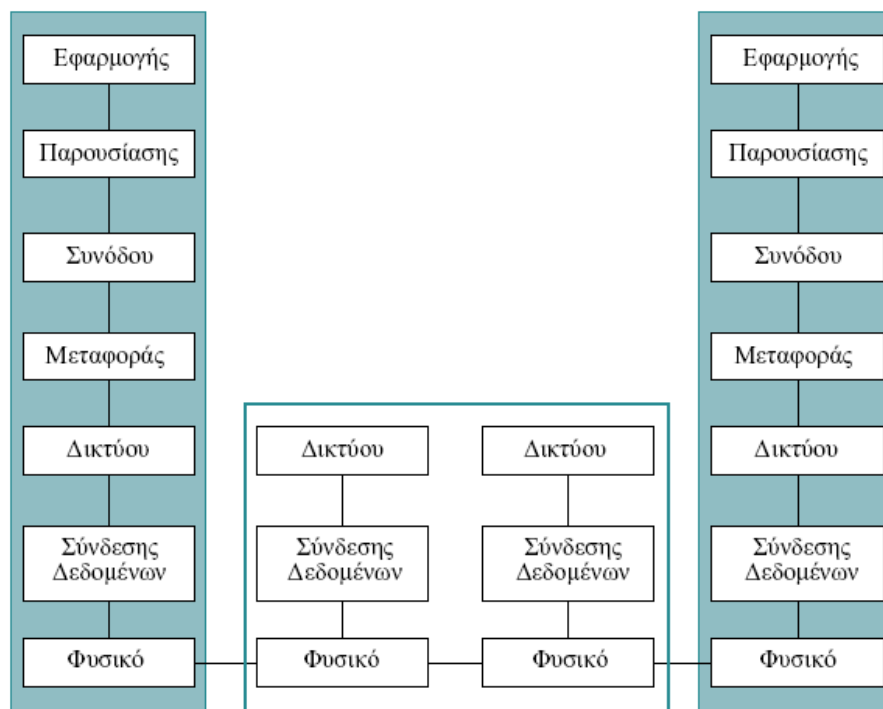 Εφαρμογής
Παρουσίασης
Συνόδου
Μεταφοράς
Δικτύου
Σύνδεσης
Δεδομένων
Φυσικό
Δικτύου
Σύνδεσης
Δεδομένων
Φυσικό
Δικτύου
Σύνδεσης
Δεδομένων
Φυσικό
Εφαρμογής
Παρουσίασης
Συνόδου
Μεταφοράς
Δικτύου
Σύνδεσης
Δεδομένων
Φυσικό